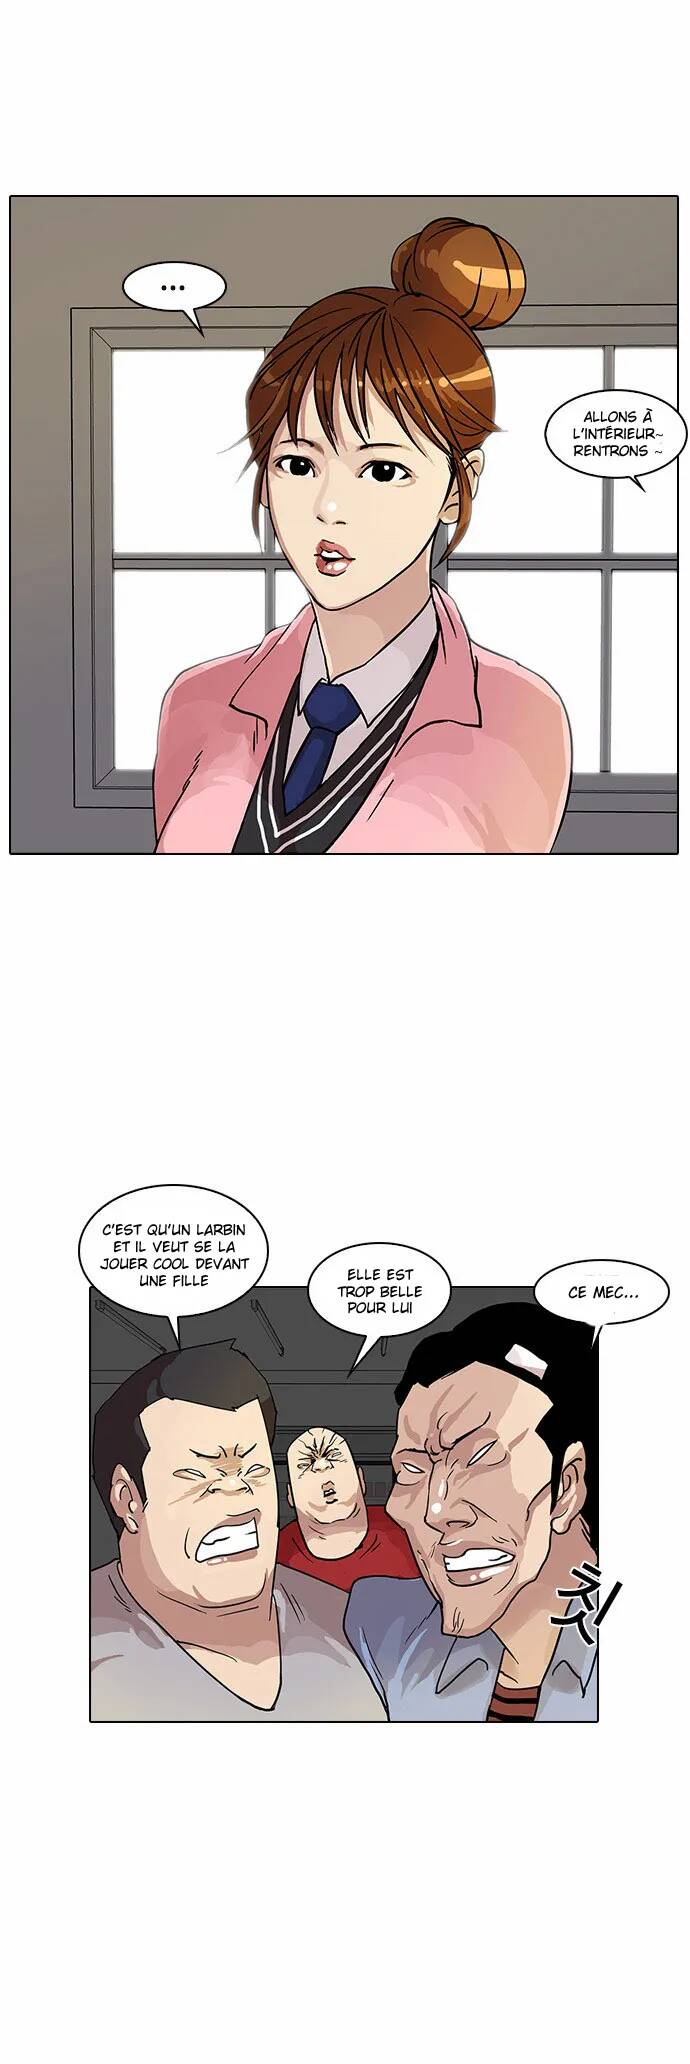 ...
ALLONS À
L'INTÉRIEUR~
RENTRONS ~
C'EST QU'UN LARBIN
ET IL VEUT SE LA
JOUER COOL DEVANT
UNE FILLE
ELLE EST
TROP BELLE
POUR LUI
CE MEC...
칫